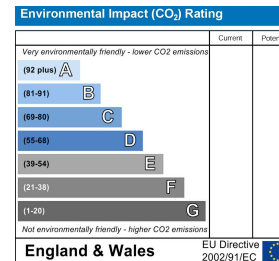 Environmental Impact (CO₂) Rating
Current
Very environmentally friendly - lower CO2 emissions
(92 plus) A
(81-91) B
(69-80) C
(55-68) D
(39-54) E
(21-38) F
(1-20) G
Not environmentally friendly - higher CO2 emissions
England & Wales
EU Directive
2002/91/EC